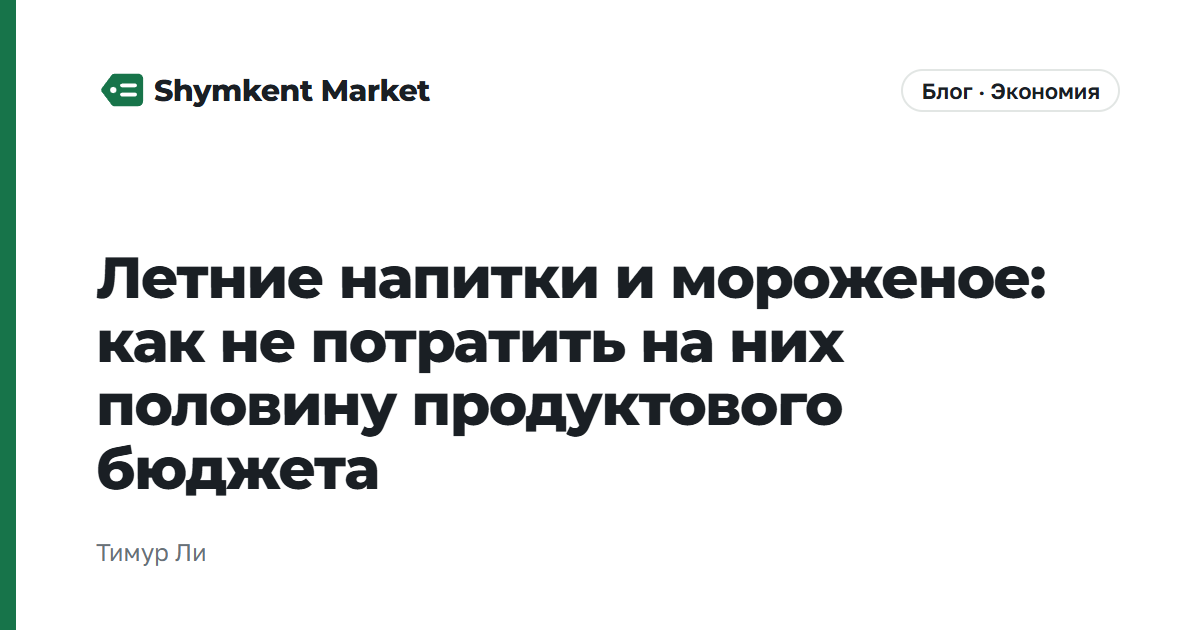 Shymkent Market
Блог · Экономия
Летние напитки и мороженое:
как не потратить на них
половину продуктового
бюджета
Тимур Ли